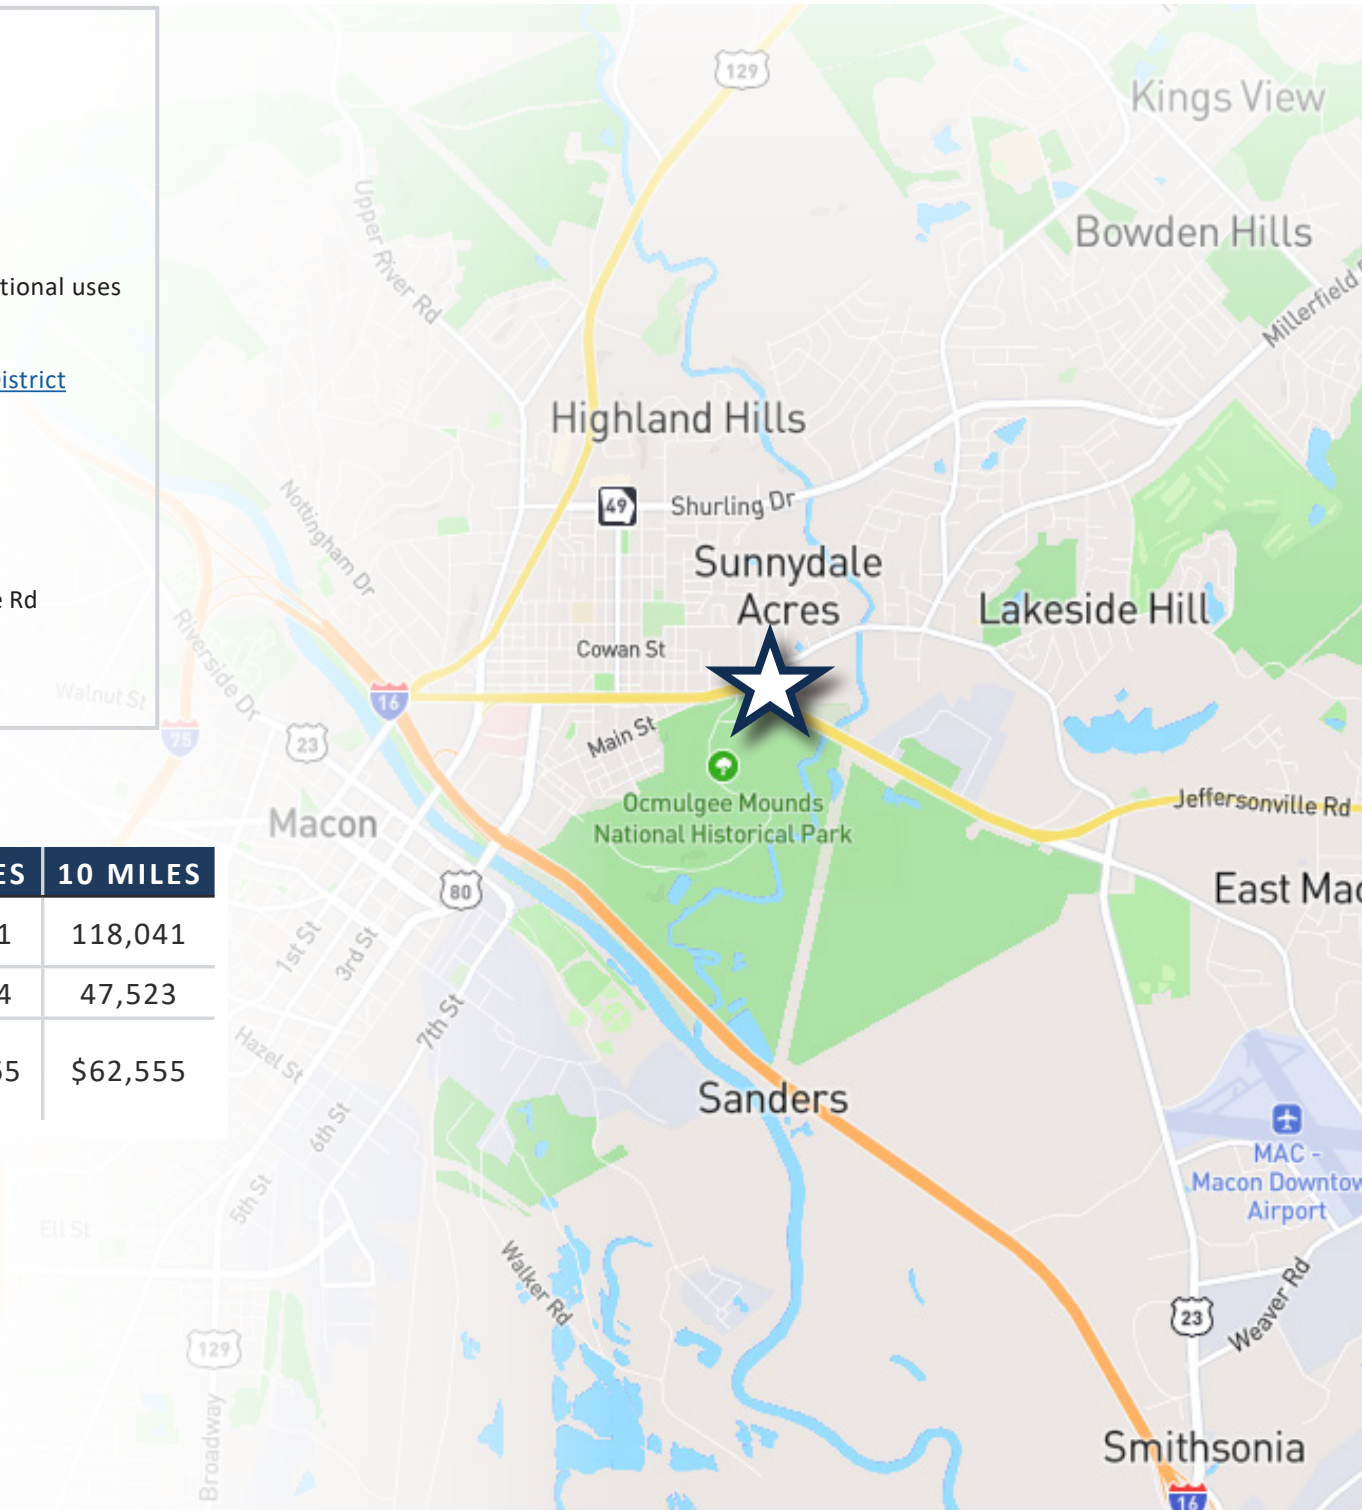 tional uses
istrict
e Rd
ES 10 MILES
1 118,041
4 47,523
65 $62,555
129
Kings View
Upper River Rd
Bowden Hills
Millerfield
Highland Hills
49
Shurling Dr
Nottingham Dr
Sunnydale
Acres
Lakeside Hill
Cowan St
Riverside Dr
Walnut St
16
75
23
Main St
Ocmulgee Mounds
National Historical Park
Jeffersonville Rd
Macon
80
East Mac
1st St
3rd St
7th St
Hazel St
6th St
5th St
Sanders
MAC -
Macon Downtow
Airport
Ell St
Walker Rd
23
Weaver Rd
129
Broadway
Smithsonia
16